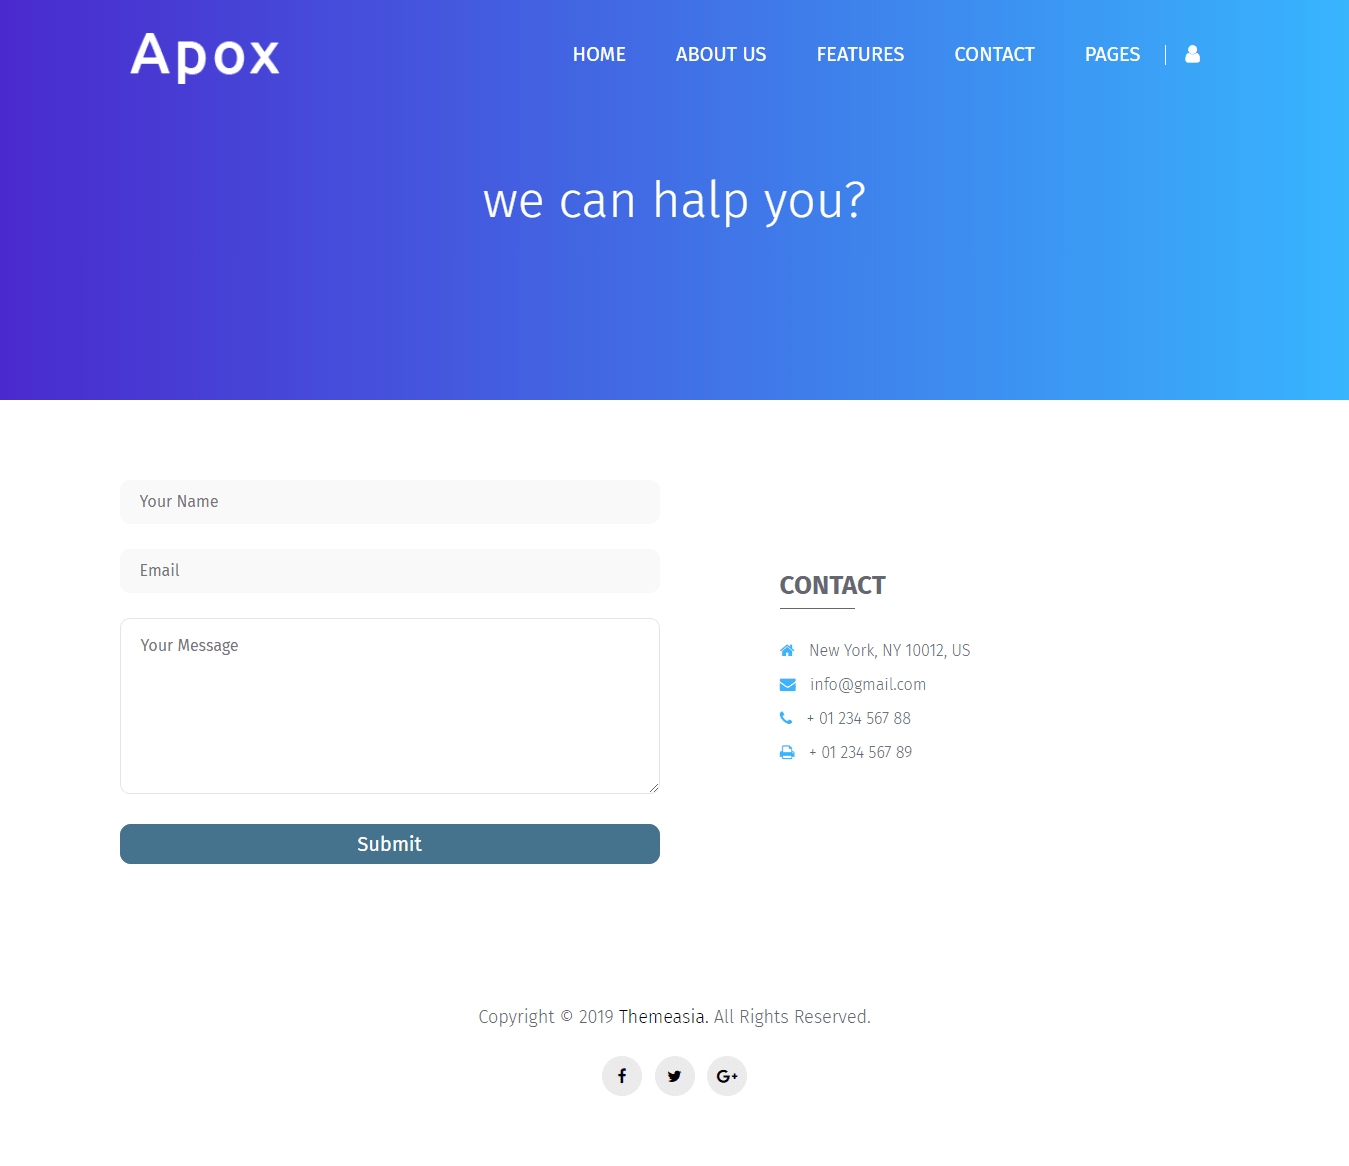 Apox
HOME ABOUT US FEATURES CONTACT PAGES
we can halp you?
Your Name
Email
Your Message
Submit
CONTACT
New York, NY 10012, US
info@gmail.com
+ 01 234 567 88
+ 01 234 567 89
Copyright © 2019 Themeasia. All Rights Reserved.
f G+